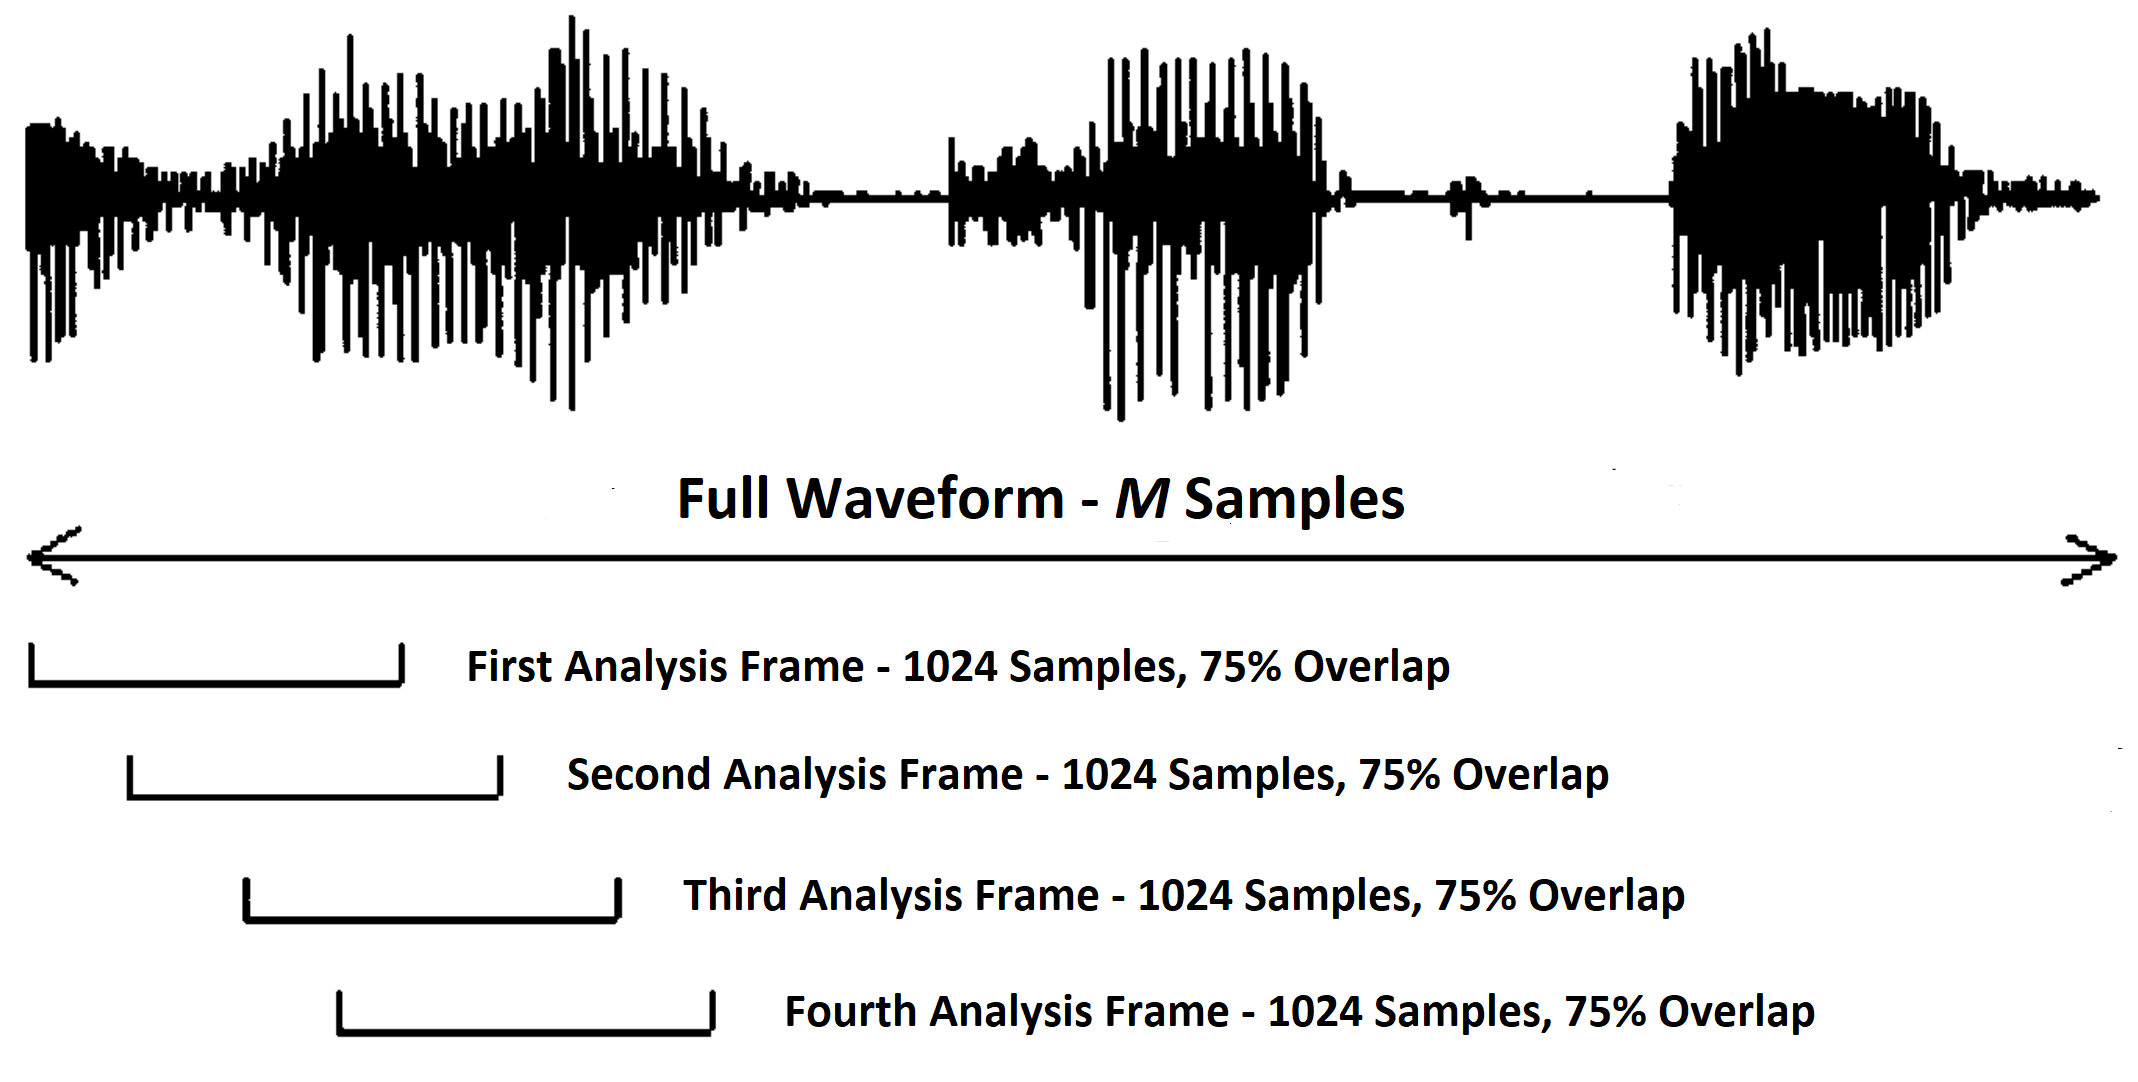 Full Waveform - M Samples
First Analysis Frame - 1024 Samples, 75% Overlap
Second Analysis Frame - 1024 Samples, 75% Overlap
Third Analysis Frame - 1024 Samples, 75% Overlap
Fourth Analysis Frame - 1024 Samples, 75% Overlap